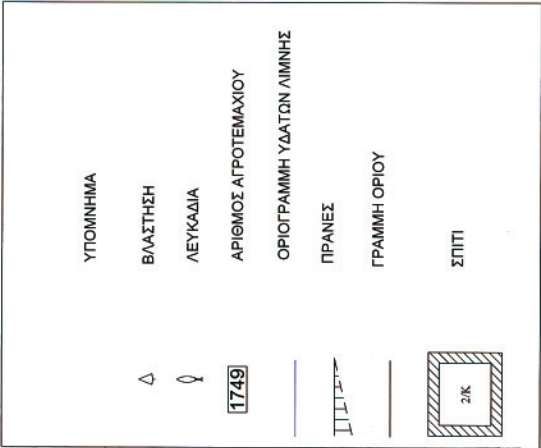 ΥΠΟΜΝΗΜΑ
ΒΛΑΣΤΗΣΗ
ΛΕΥΚΑΔΙΑ
1749 ΑΡΙΘΜΟΣ ΑΓΡΟΤΕΜΑΧΙΟΥ
ΟΡΙΟΓΡΑΜΜΗ ΥΔΑΤΩΝ ΛΙΜΝΗΣ
ΠΡΑΝΕΣ
ΓΡΑΜΜΗ ΟΡΙΟΥ
2/Κ ΣΠΙΤΙ